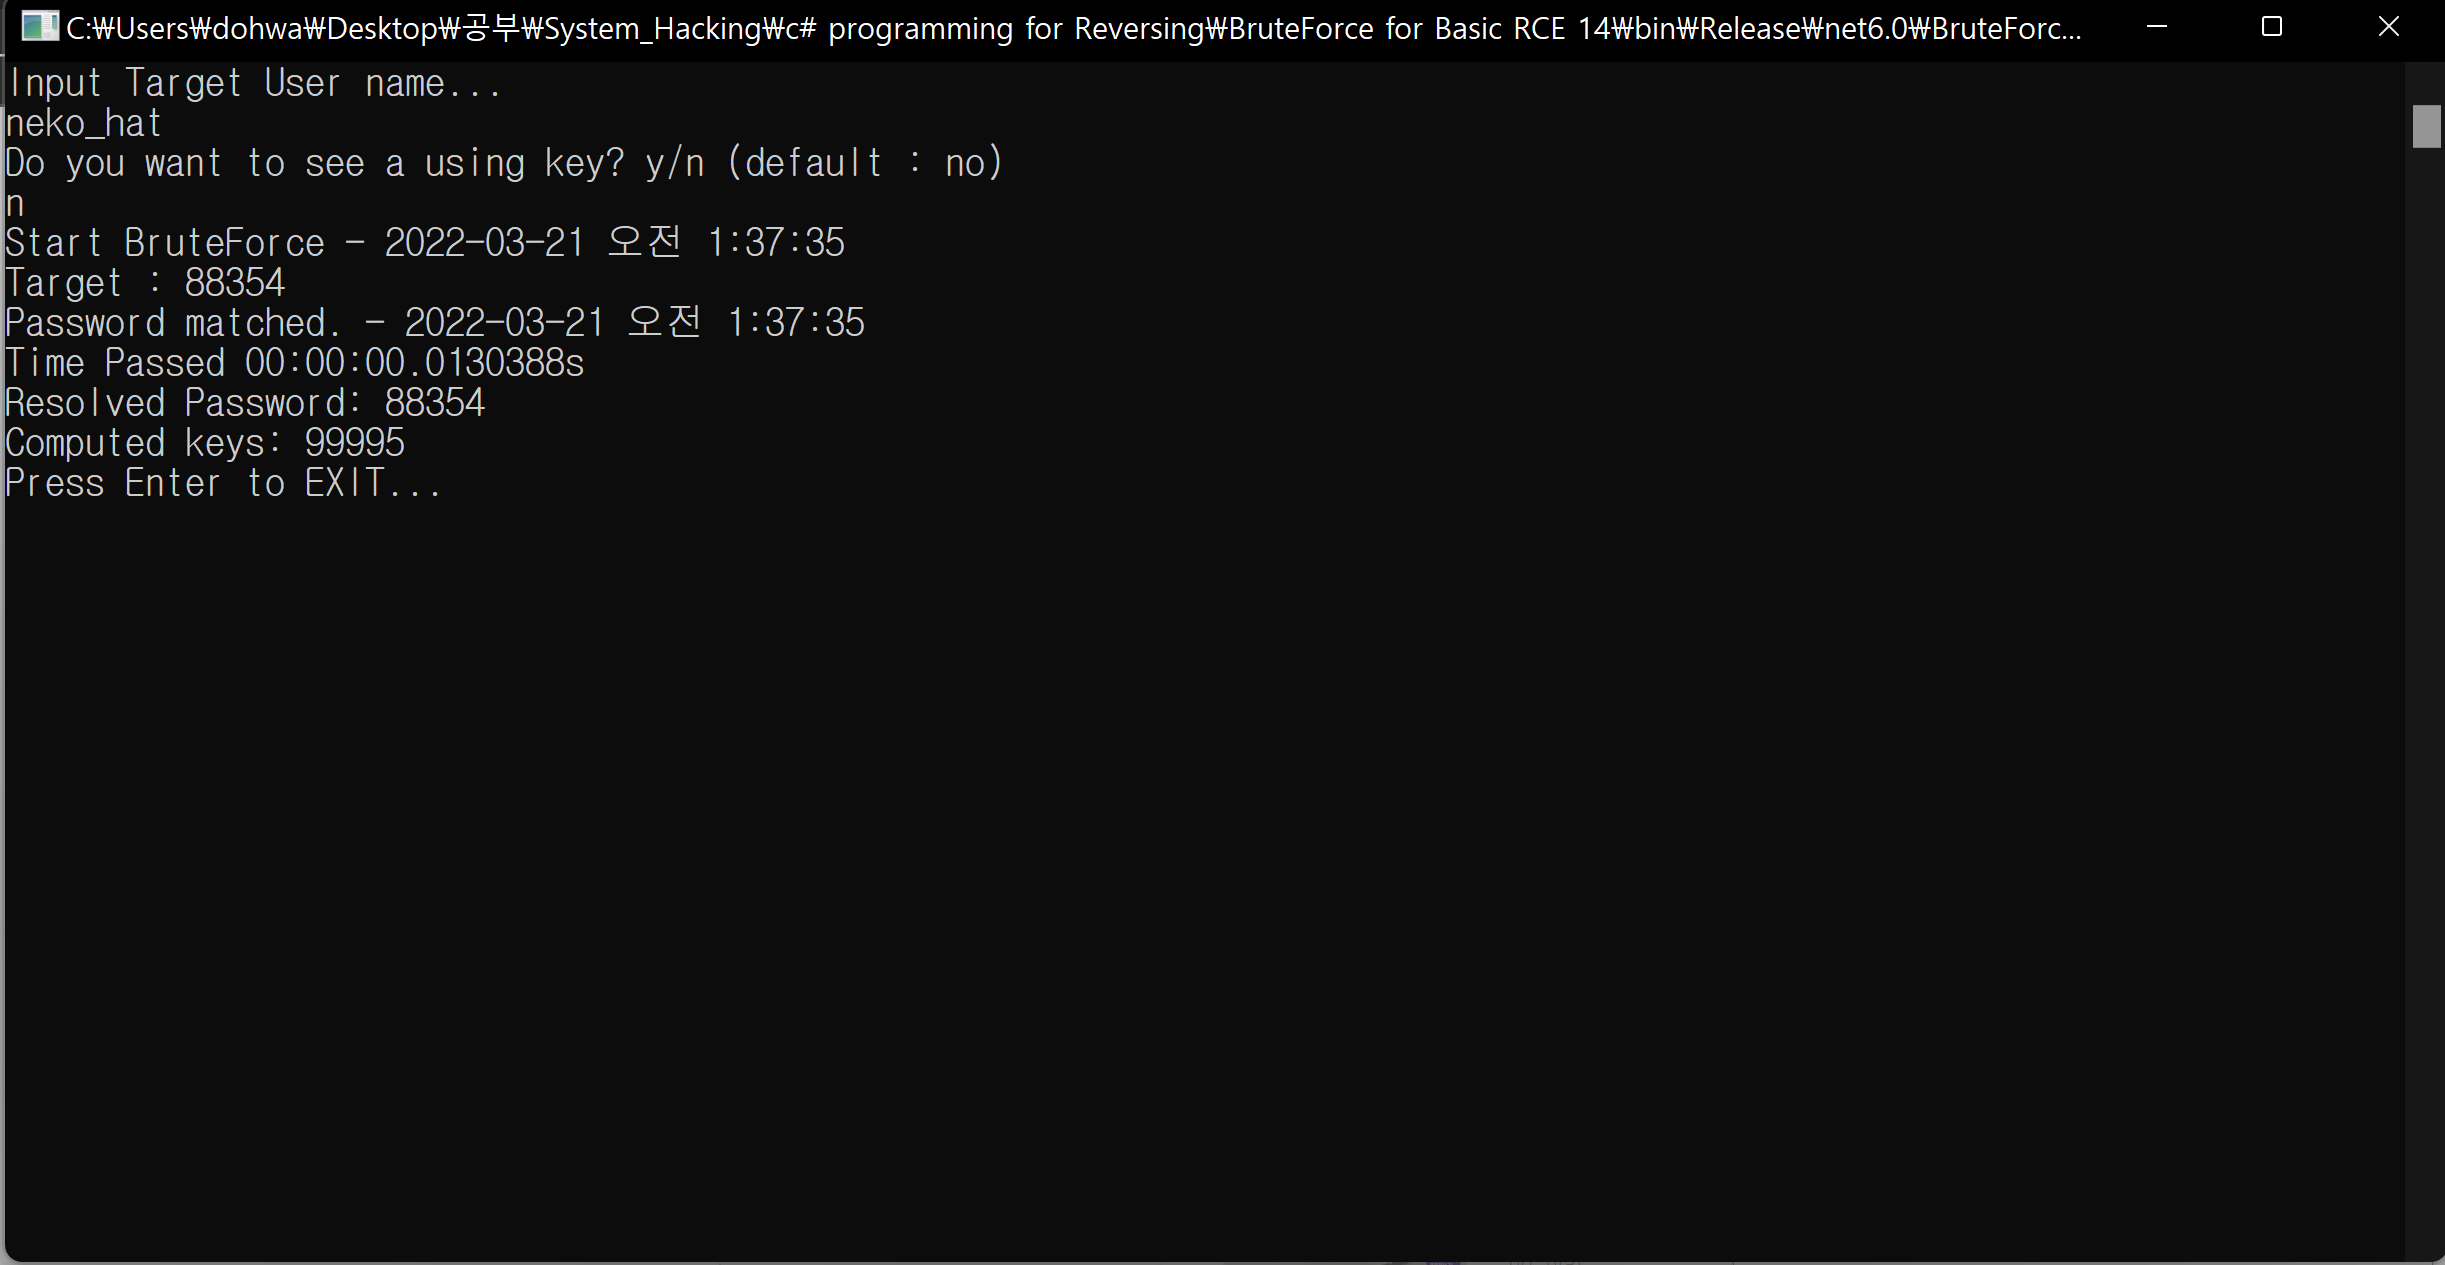 C:₩Users₩dohwa₩Desktop₩공부₩System_Hacking₩c# programming for Reversing₩BruteForce for Basic RCE 14₩bin₩Release₩net6.0₩BruteForc...
Input Target User name...
neko_hat
Do you want to see a using key? y/n (default : no)
n
Start BruteForce - 2022-03-21 오전 1:37:35
Target : 88354
Password matched. - 2022-03-21 오전 1:37:35
Time Passed 00:00:00.0130388s
Resolved Password: 88354
Computed keys: 99995
Press Enter to EXIT...